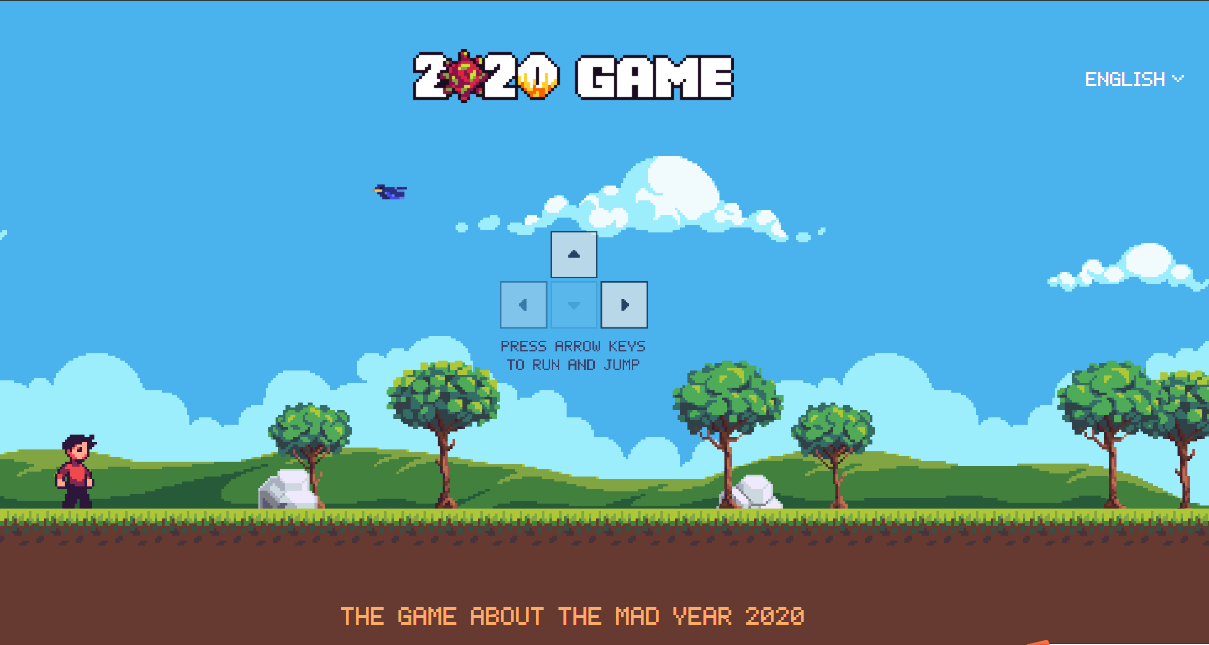 2020 GAME
ENGLISH
PRESS ARROW KEYS
TO RUN AND JUMP
THE GAME ABOUT THE MAD YEAR 2020